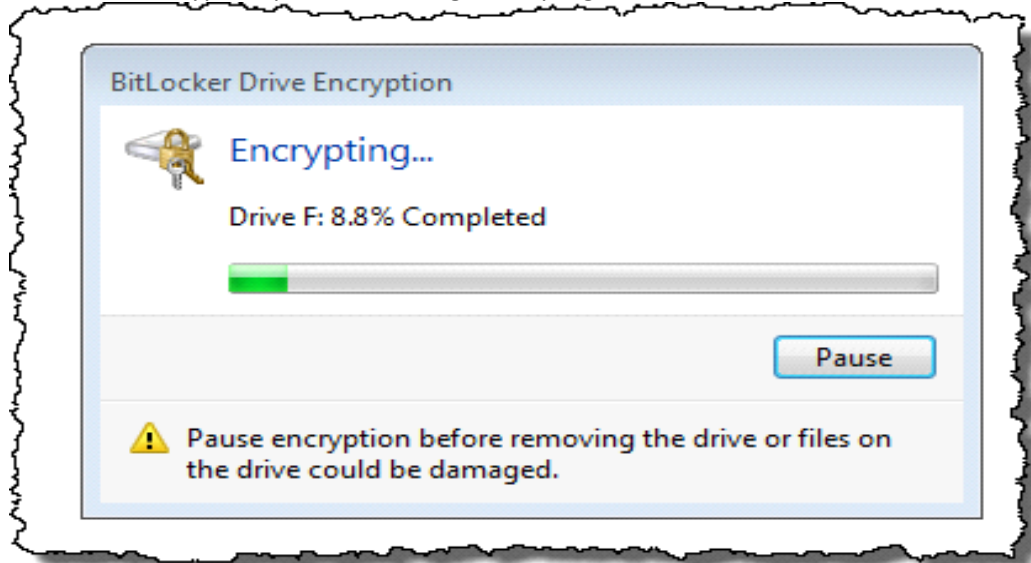 BitLocker Drive Encryption
Encrypting...
Drive F: 8.8% Completed
Pause
Pause encryption before removing the drive or files on
the drive could be damaged.